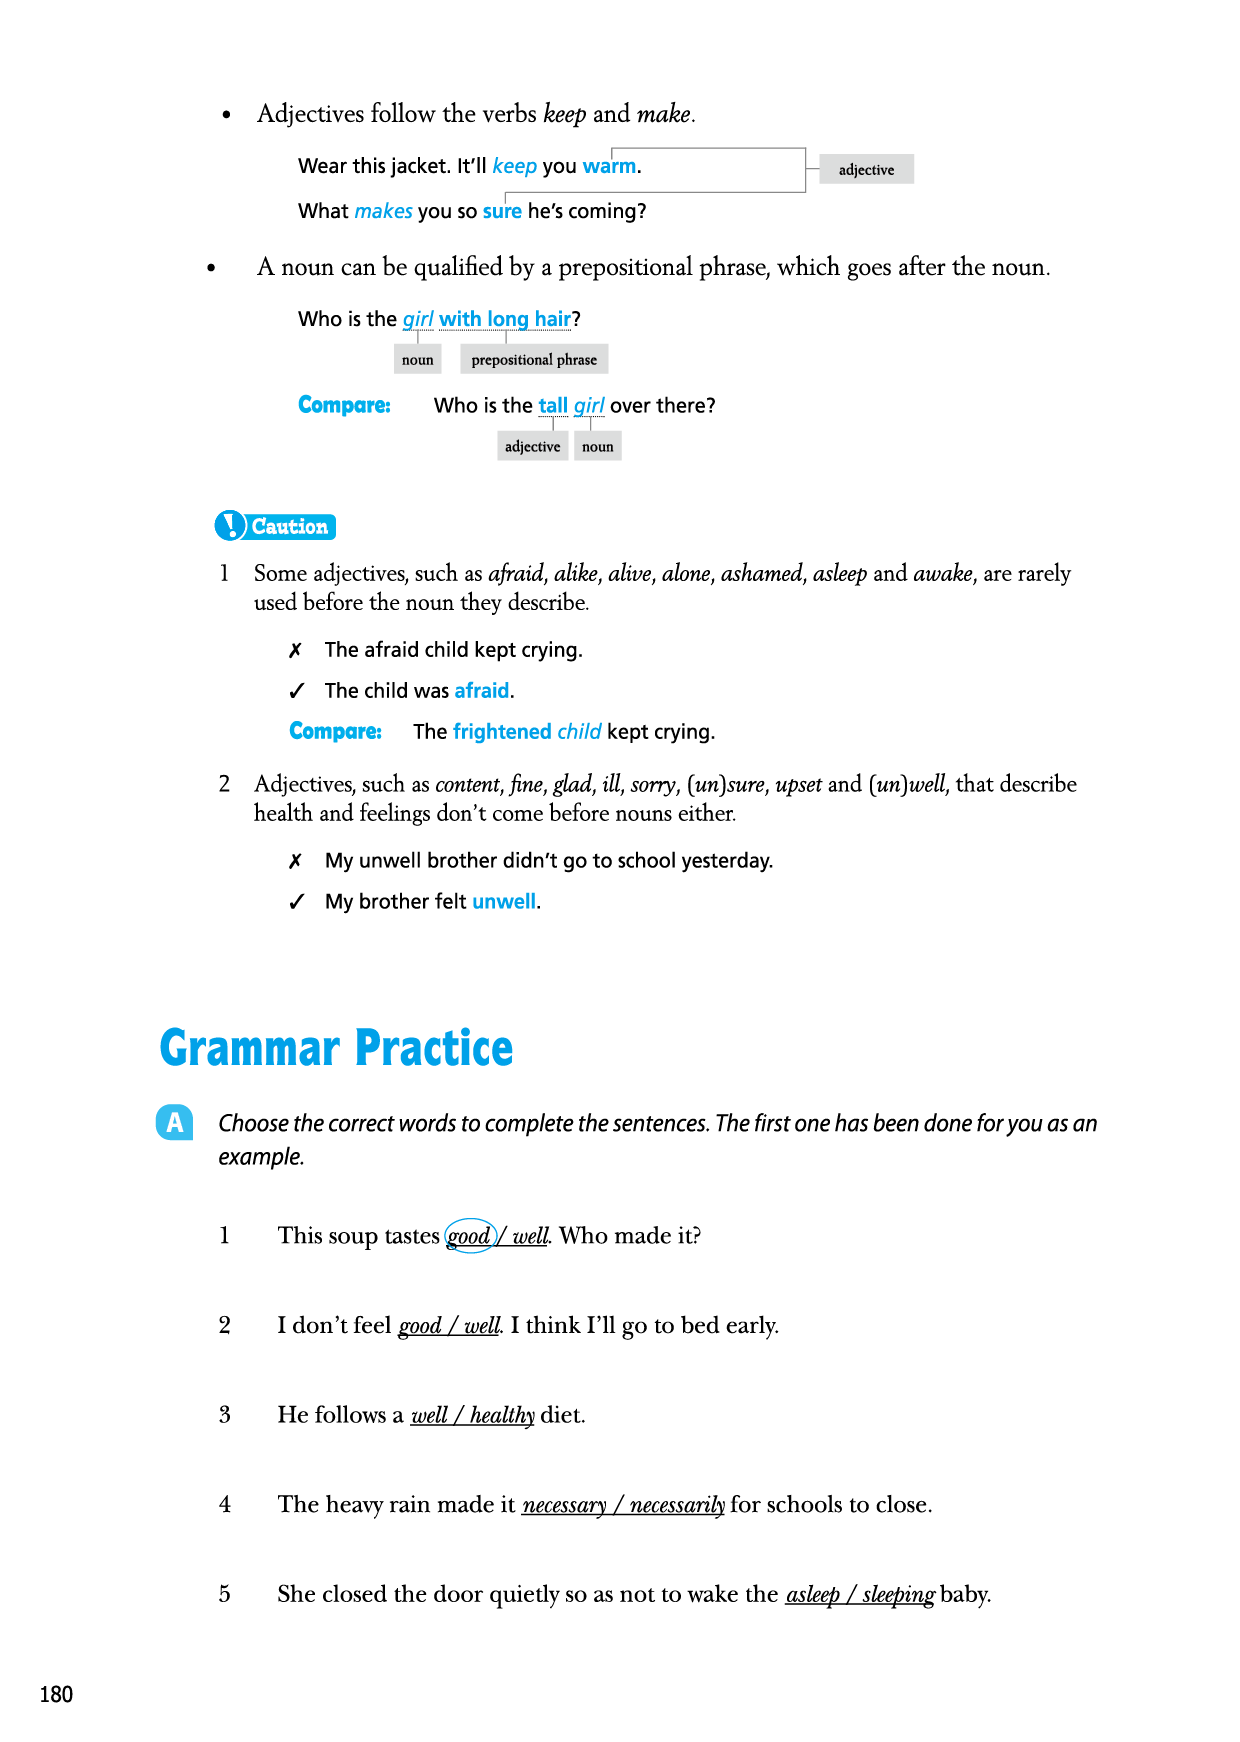 • Adjectives follow the verbs keep and make.
Wear this jacket. It'll keep you warm.
adjective
What makes you so sure he's coming?
• A noun can be qualified by a prepositional phrase, which goes after the noun.
Who is the girl with long hair?
noun prepositional phrase
Compare: Who is the tall girl over there?
adjective noun
! Caution
1 Some adjectives, such as afraid, alike, alive, alone, ashamed, asleep and awake, are rarely
used before the noun they describe.
✗ The afraid child kept crying.
✓ The child was afraid.
Compare: The frightened child kept crying.
2 Adjectives, such as content, fine, glad, ill, sorry, (un)sure, upset and (un)well, that describe
health and feelings don't come before nouns either.
✗ My unwell brother didn't go to school yesterday.
✓ My brother felt unwell.
Grammar Practice
A Choose the correct words to complete the sentences. The first one has been done for you as an
example.
1 This soup tastes good / well. Who made it?
2 I don't feel good / well. I think I'll go to bed early.
3 He follows a well / healthy diet.
4 The heavy rain made it necessary / necessarily for schools to close.
5 She closed the door quietly so as not to wake the asleep / sleeping baby.
180